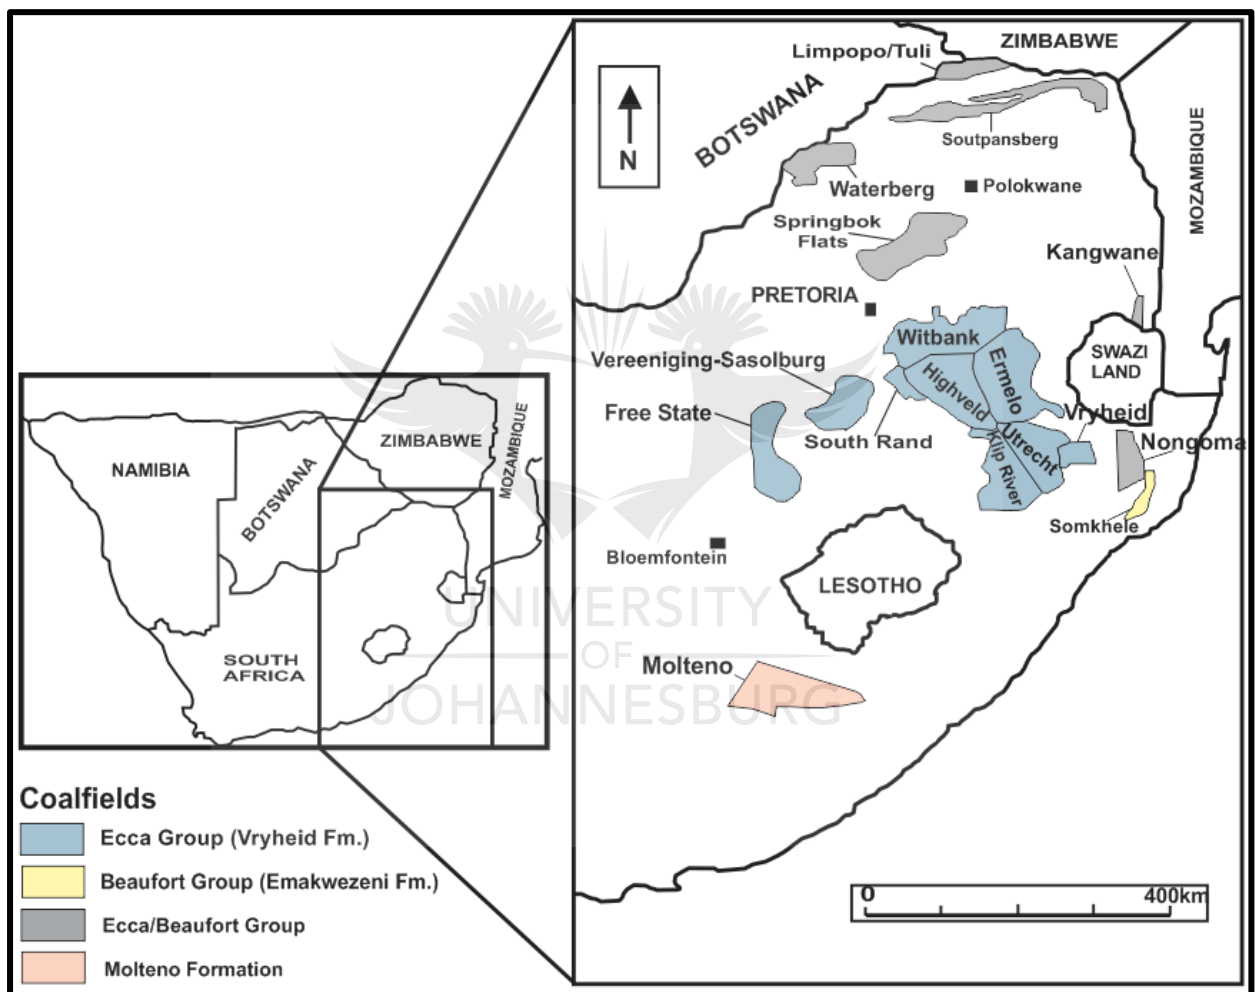 ZIMBABWE
Limpopo/Tuli
BOTSWANA
MOZAMBIQUE
N
Soutpansberg
Waterberg
Polokwane
Springbok
Flats
Kangwane
PRETORIA
Witbank
Vereeniging-Sasolburg
Ermelo
SWAZI
LAND
Highveld
Free State
Vryheid
South Rand
Utrecht
Nongoma
Klip River
Somkhele
Bloemfontein
LESOTHO
Molteno
ZIMBABWE
MOZAMBIQUE
NAMIBIA
BOTSWANA
SOUTH
AFRICA
UNIVERSITY
OF
JOHANNESBURG
Coalfields
Ecca Group (Vryheid Fm.)
Beaufort Group (Emakwezeni Fm.)
Ecca/Beaufort Group
Molteno Formation
0 400km